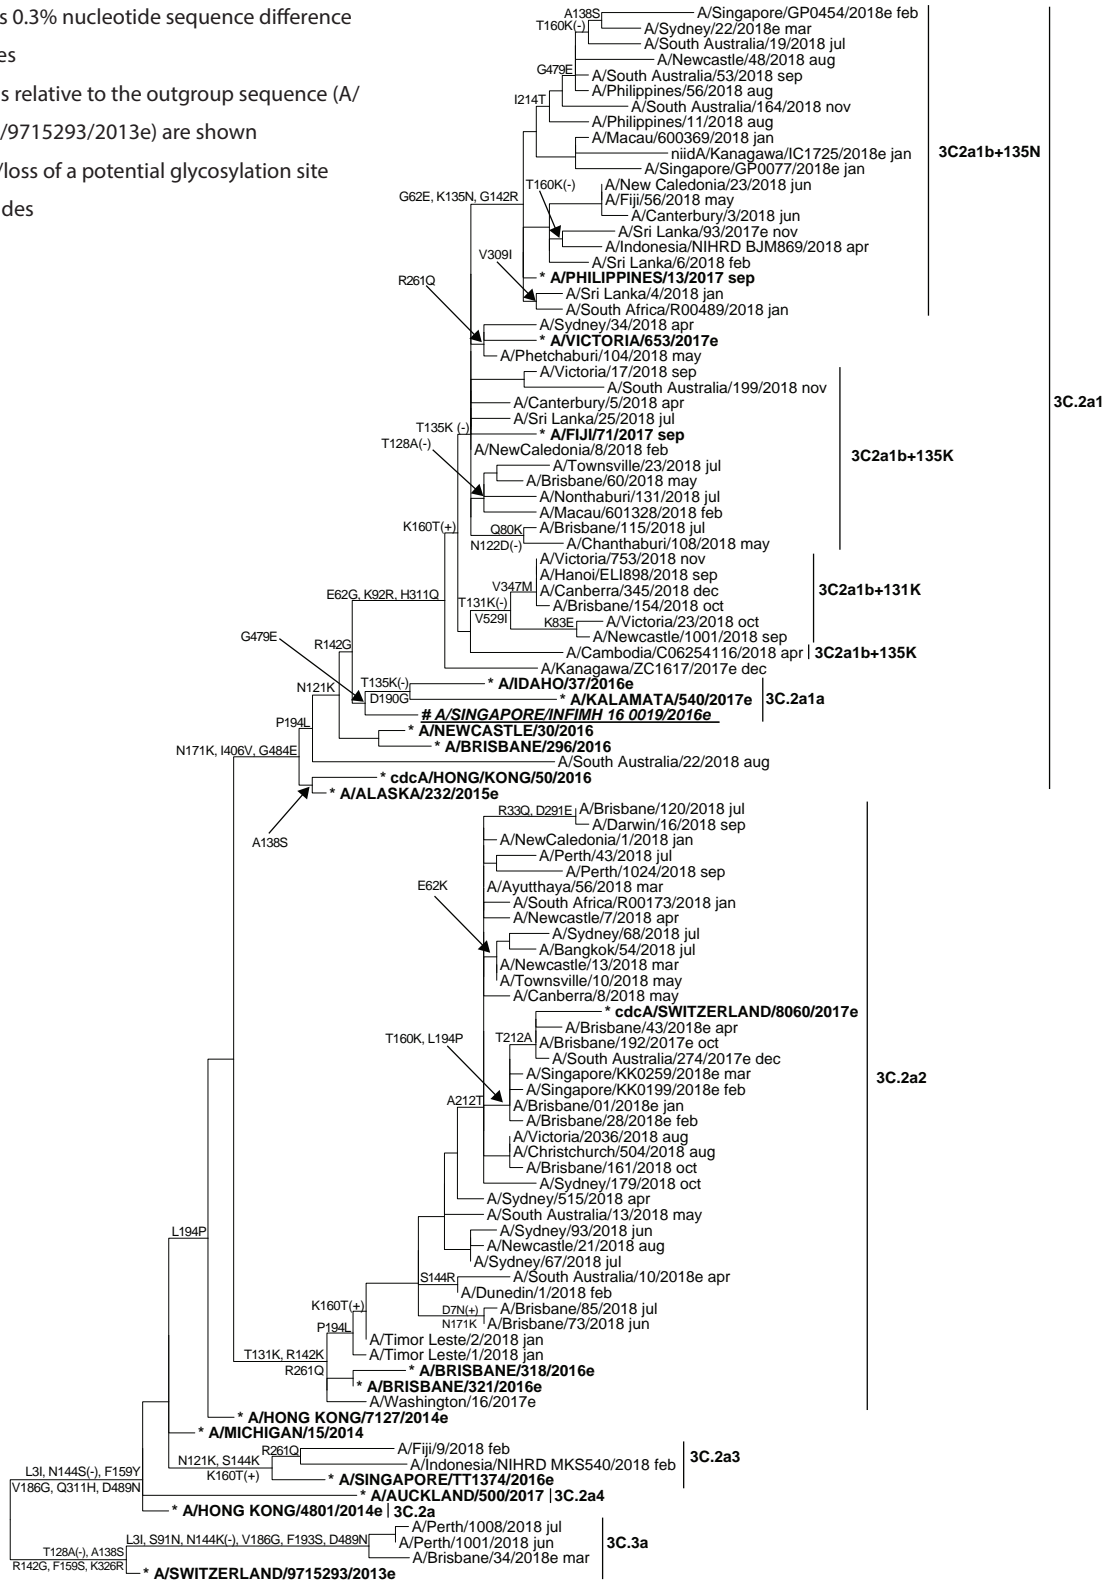 s 0.3% nucleotide sequence difference
es
s relative to the outgroup sequence (A/
/9715293/2013e) are shown
/loss of a potential glycosylation site
des
A138S
A/Singapore/GP0454/2018e feb
T160K(-)
A/Sydney/22/2018e mar
A/South Australia/19/2018 jul
A/Newcastle/48/2018 aug
G479E
A/South Australia/53/2018 sep
A/Philippines/56/2018 aug
I214T
A/South Australia/164/2018 nov
A/Philippines/11/2018 aug
A/Macau/600369/2018 jan
3C2a1b+135N
niidA/Kanagawa/IC1725/2018e jan
A/Singapore/GP0077/2018e jan
T160K(-)
A/New Caledonia/23/2018 jun
G62E, K135N, G142R
A/Fiji/56/2018 may
A/Canterbury/3/2018 jun
A/Sri Lanka/93/2017e nov
A/Indonesia/NIHRD BJM869/2018 apr
V309I
A/Sri Lanka/6/2018 feb
* A/PHILIPPINES/13/2017 sep
R261Q
A/Sri Lanka/4/2018 jan
A/South Africa/R00489/2018 jan
A/Sydney/34/2018 apr
* A/VICTORIA/653/2017e
A/Phetchaburi/104/2018 may
A/Victoria/17/2018 sep
A/South Australia/199/2018 nov
3C.2a1
A/Canterbury/5/2018 apr
A/Sri Lanka/25/2018 jul
T135K (-)
* A/FIJI/71/2017 sep
T128A(-)
A/NewCaledonia/8/2018 feb
3C2a1b+135K
A/Townsville/23/2018 jul
A/Brisbane/60/2018 may
A/Nonthaburi/131/2018 jul
A/Macau/601328/2018 feb
K160T(+)
Q80K
A/Brisbane/115/2018 jul
N122D(-)
A/Chanthaburi/108/2018 may
A/Victoria/753/2018 nov
A/Hanoi/ELI898/2018 sep
V347M
A/Canberra/345/2018 dec
3C2a1b+131K
E62G, K92R, H311Q
T131K(-)
A/Brisbane/154/2018 oct
V529I
K83E
A/Victoria/23/2018 oct
G479E
A/Newcastle/1001/2018 sep
R142G
A/Cambodia/C06254116/2018 apr
3C2a1b+135K
A/Kanagawa/ZC1617/2017e dec
T135K(-)
* A/IDAHO/37/2016e
N121K
D190G
* A/KALAMATA/540/2017e
3C.2a1a
# A/SINGAPORE/INFIMH 16 0019/2016e
P194L
* A/NEWCASTLE/30/2016
N171K, I406V, G484E
* A/BRISBANE/296/2016
A/South Australia/22/2018 aug
* cdcA/HONG/KONG/50/2016
* A/ALASKA/232/2015e
A138S
R33Q, D291E
A/Brisbane/120/2018 jul
A/Darwin/16/2018 sep
A/NewCaledonia/1/2018 jan
A/Perth/43/2018 jul
A/Perth/1024/2018 sep
E62K
A/Ayutthaya/56/2018 mar
A/South Africa/R00173/2018 jan
A/Newcastle/7/2018 apr
A/Sydney/68/2018 jul
A/Bangkok/54/2018 jul
A/Newcastle/13/2018 mar
A/Townsville/10/2018 may
A/Canberra/8/2018 may
* cdcA/SWITZERLAND/8060/2017e
A/Brisbane/43/2018e apr
T160K, L194P
T212A
A/Brisbane/192/2017e oct
A/South Australia/274/2017e dec
A/Singapore/KK0259/2018e mar
3C.2a2
A/Singapore/KK0199/2018e feb
A212T
A/Brisbane/01/2018e jan
A/Brisbane/28/2018e feb
A/Victoria/2036/2018 aug
A/Christchurch/504/2018 aug
A/Brisbane/161/2018 oct
A/Sydney/179/2018 oct
A/Sydney/515/2018 apr
A/South Australia/13/2018 may
L194P
A/Sydney/93/2018 jun
A/Newcastle/21/2018 aug
A/Sydney/67/2018 jul
S144R
A/South Australia/10/2018e apr
A/Dunedin/1/2018 feb
K160T(+)
D7N(+)
A/Brisbane/85/2018 jul
N171K
A/Brisbane/73/2018 jun
P194L
A/Timor Leste/2/2018 jan
T131K, R142K
A/Timor Leste/1/2018 jan
R261Q
* A/BRISBANE/318/2016e
* A/BRISBANE/321/2016e
A/Washington/16/2017e
* A/HONG KONG/7127/2014e
* A/MICHIGAN/15/2014
R261Q
A/Fiji/9/2018 feb
N121K, S144K
A/Indonesia/NIHRD MKS540/2018 feb
3C.2a3
K160T(+)
* A/SINGAPORE/TT1374/2016e
L3I, N144S(-), F159Y
V186G, Q311H, D489N
* A/AUCKLAND/500/2017
3C.2a4
* A/HONG KONG/4801/2014e
3C.2a
A/Perth/1008/2018 jul
L3I, S91N, N144K(-), V186G, F193S, D489N
A/Perth/1001/2018 jun
3C.3a
T128A(-), A138S
A/Brisbane/34/2018e mar
R142G, F159S, K326R
* A/SWITZERLAND/9715293/2013e